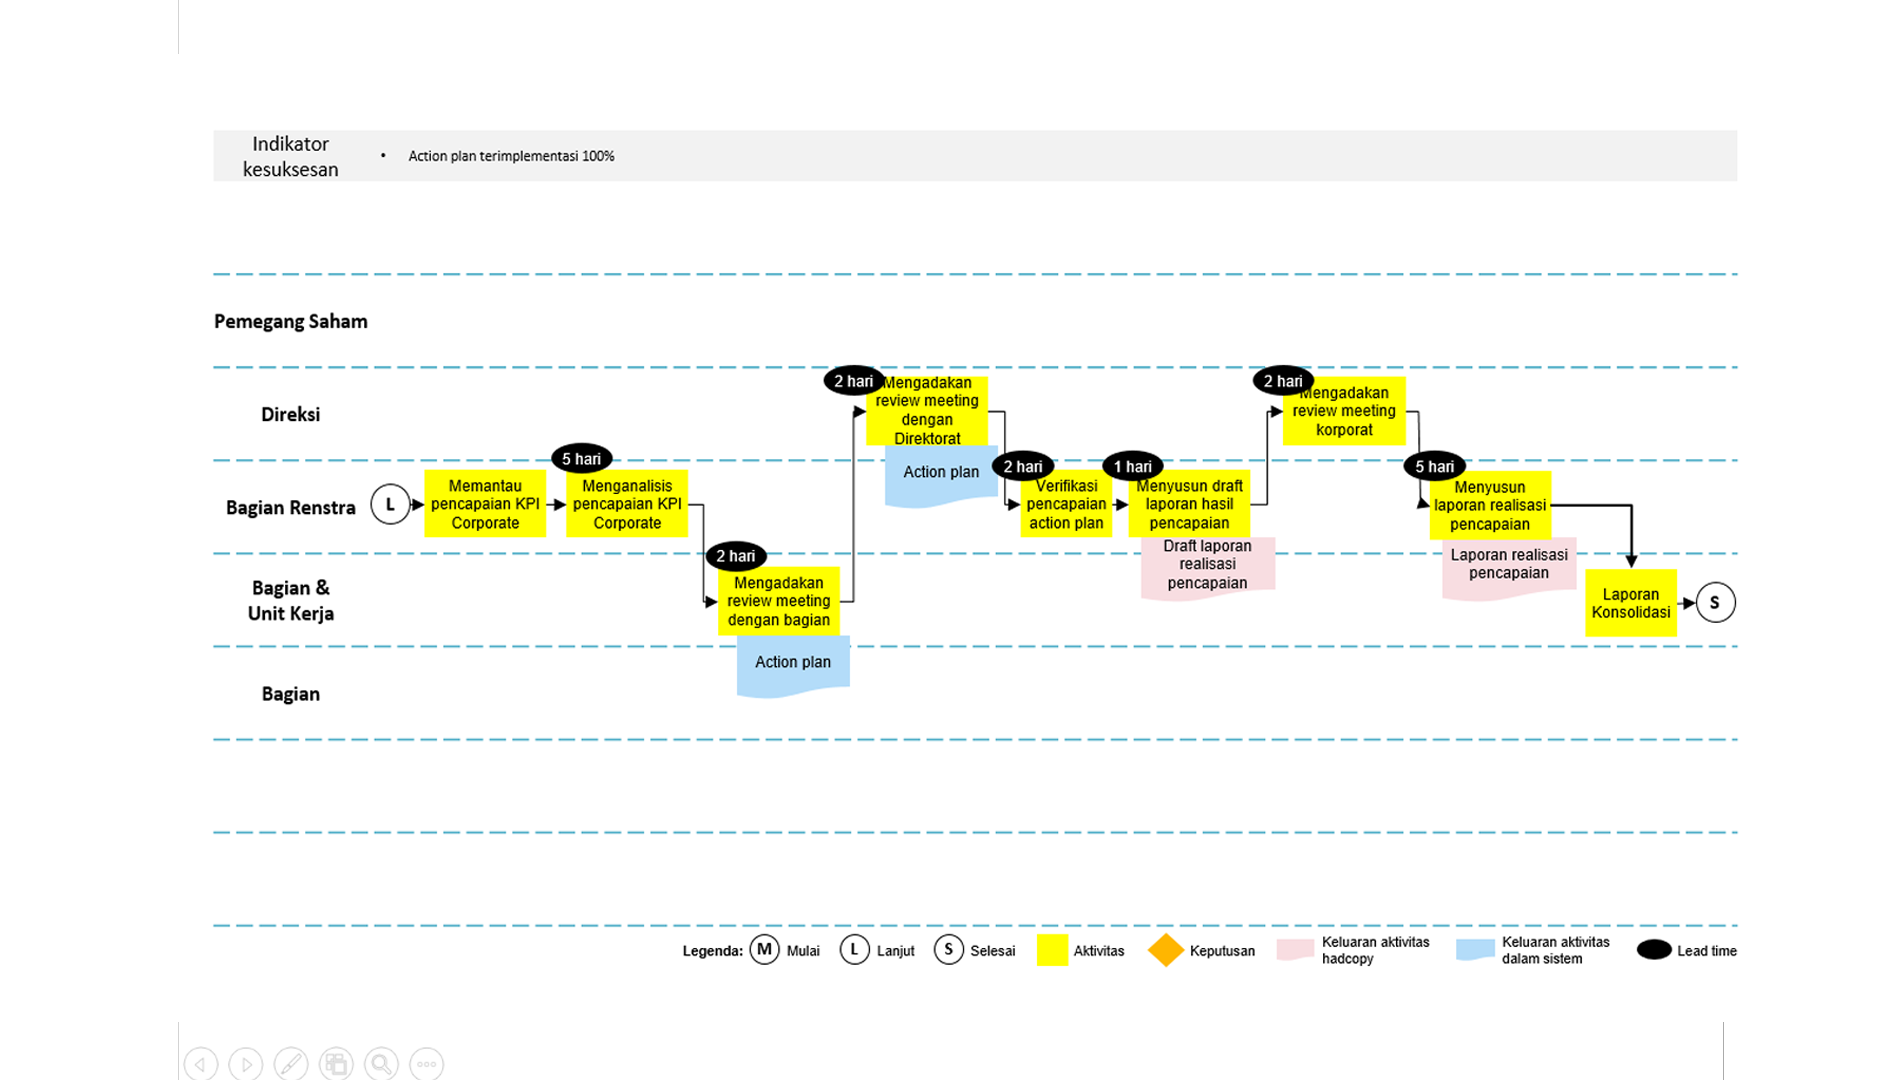 Indikator
kesuksesan
• Action plan terimplementasi 100%
Pemegang Saham
Direksi
2 hari
Mengadakan
review meeting
dengan
Direktorat
Action plan
2 hari
Mengadakan
review meeting
korporat
Bagian Renstra
L
Memantau
pencapaian KPI
Corporate
5 hari
Menganalisis
pencapaian KPI
Corporate
2 hari
Verifikasi
pencapaian
action plan
1 hari
Menyusun draft
laporan hasil
pencapaian
Draft laporan
realisasi
pencapaian
5 hari
Menyusun
laporan realisasi
pencapaian
Laporan realisasi
pencapaian
Bagian &
Unit Kerja
2 hari
Mengadakan
review meeting
dengan bagian
Action plan
Laporan
Konsolidasi
S
Bagian
Legenda:
M Mulai
L Lanjut
S Selesai
Aktivitas
Keputusan
Keluaran aktivitas
hadcopy
Keluaran aktivitas
dalam sistem
Lead time